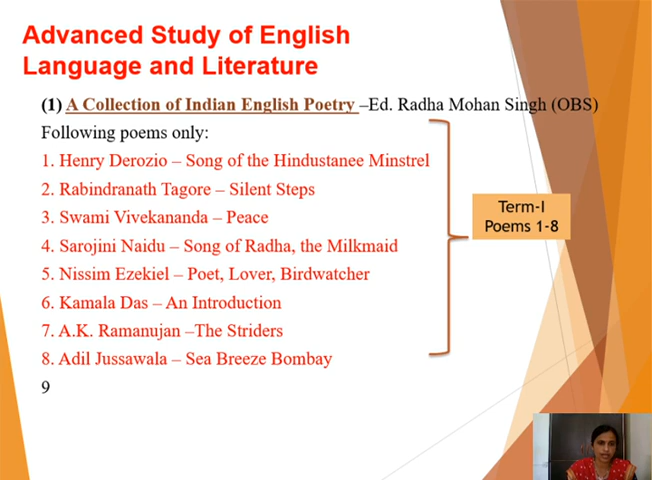 Advanced Study of English
Language and Literature
(1) A Collection of Indian English Poetry –Ed. Radha Mohan Singh (OBS)
Following poems only:
1. Henry Derozio – Song of the Hindustanee Minstrel
2. Rabindranath Tagore – Silent Steps
3. Swami Vivekananda – Peace
4. Sarojini Naidu – Song of Radha, the Milkmaid
5. Nissim Ezekiel – Poet, Lover, Birdwatcher
6. Kamala Das – An Introduction
7. A.K. Ramanujan –The Striders
8. Adil Jussawala – Sea Breeze Bombay
9
Term-I
Poems 1-8